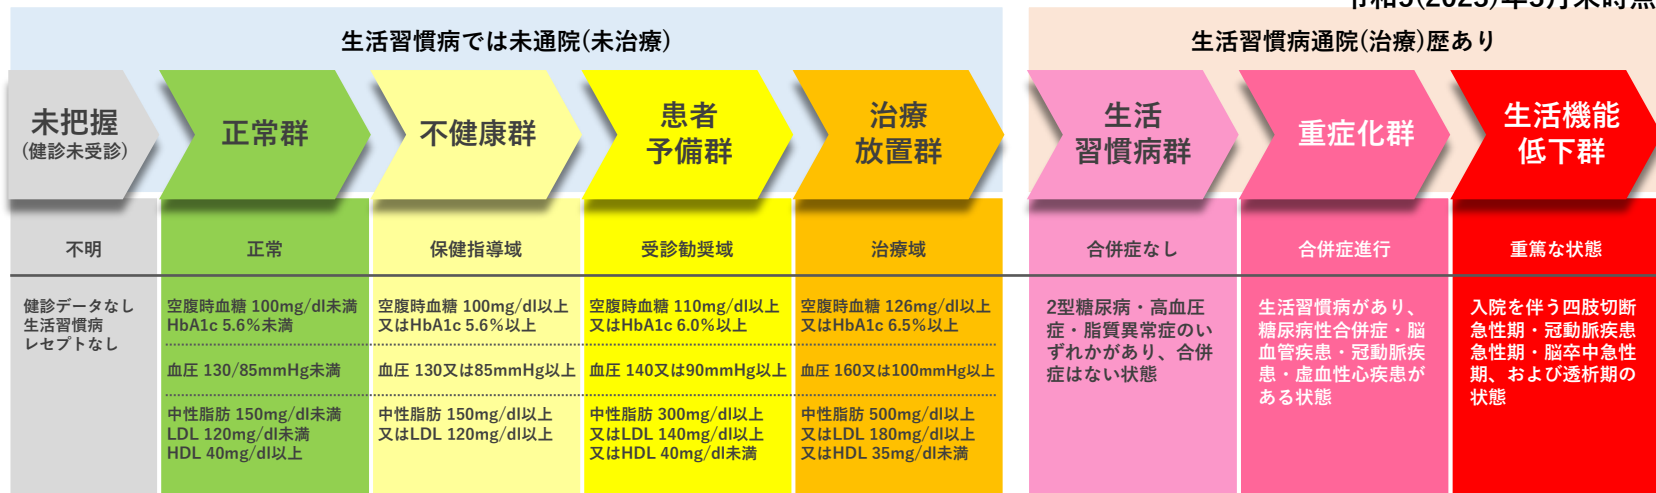 生活習慣病では未通院(未治療)
生活習慣病通院(治療)歴あり
未把握
(健診未受診)
正常群
不健康群
患者
予備群
治療
放置群
生活
習慣病群
重症化群
生活機能
低下群
不明
正常
保健指導域
受診勧奨域
治療域
合併症なし
合併症進行
重篤な状態
健診データなし
生活習慣病
レセプトなし
空腹時血糖 100mg/dl未満
HbA1c 5.6%未満
血圧 130/85mmHg未満
中性脂肪 150mg/dl未満
LDL 120mg/dl未満
HDL 40mg/dl以上
空腹時血糖 100mg/dl以上
又はHbA1c 5.6%以上
血圧 130又は85mmHg以上
中性脂肪 150mg/dl以上
又はLDL 120mg/dl以上
空腹時血糖 110mg/dl以上
又はHbA1c 6.0%以上
血圧 140又は90mmHg以上
中性脂肪 300mg/dl以上
又はLDL 140mg/dl以上
又はHDL 40mg/dl未満
空腹時血糖 126mg/dl以上
又はHbA1c 6.5%以上
血圧 160又は100mmHg以上
中性脂肪 500mg/dl以上
又はLDL 180mg/dl以上
又はHDL 35mg/dl未満
2型糖尿病・高血圧
症・脂質異常症のい
ずれかがあり、合併
症はない状態
生活習慣病があり、
糖尿病性合併症・脳
血管疾患・冠動脈疾
患・虚血性心疾患が
ある状態
入院を伴う四肢切断
急性期・冠動脈疾患
急性期・脳卒中急性
期、および透析期の
状態